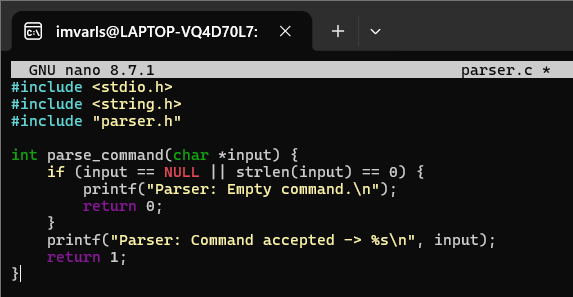 imvarls@LAPTOP-VQ4D70L7:
GNU nano 8.7.1 parser.c *
#include <stdio.h>
#include <string.h>
#include "parser.h"

int parse_command(char *input) {
    if (input == NULL || strlen(input) == 0) {
        printf("Parser: Empty command.\n");
        return 0;
    }
    printf("Parser: Command accepted -> %s\n", input);
    return 1;
}